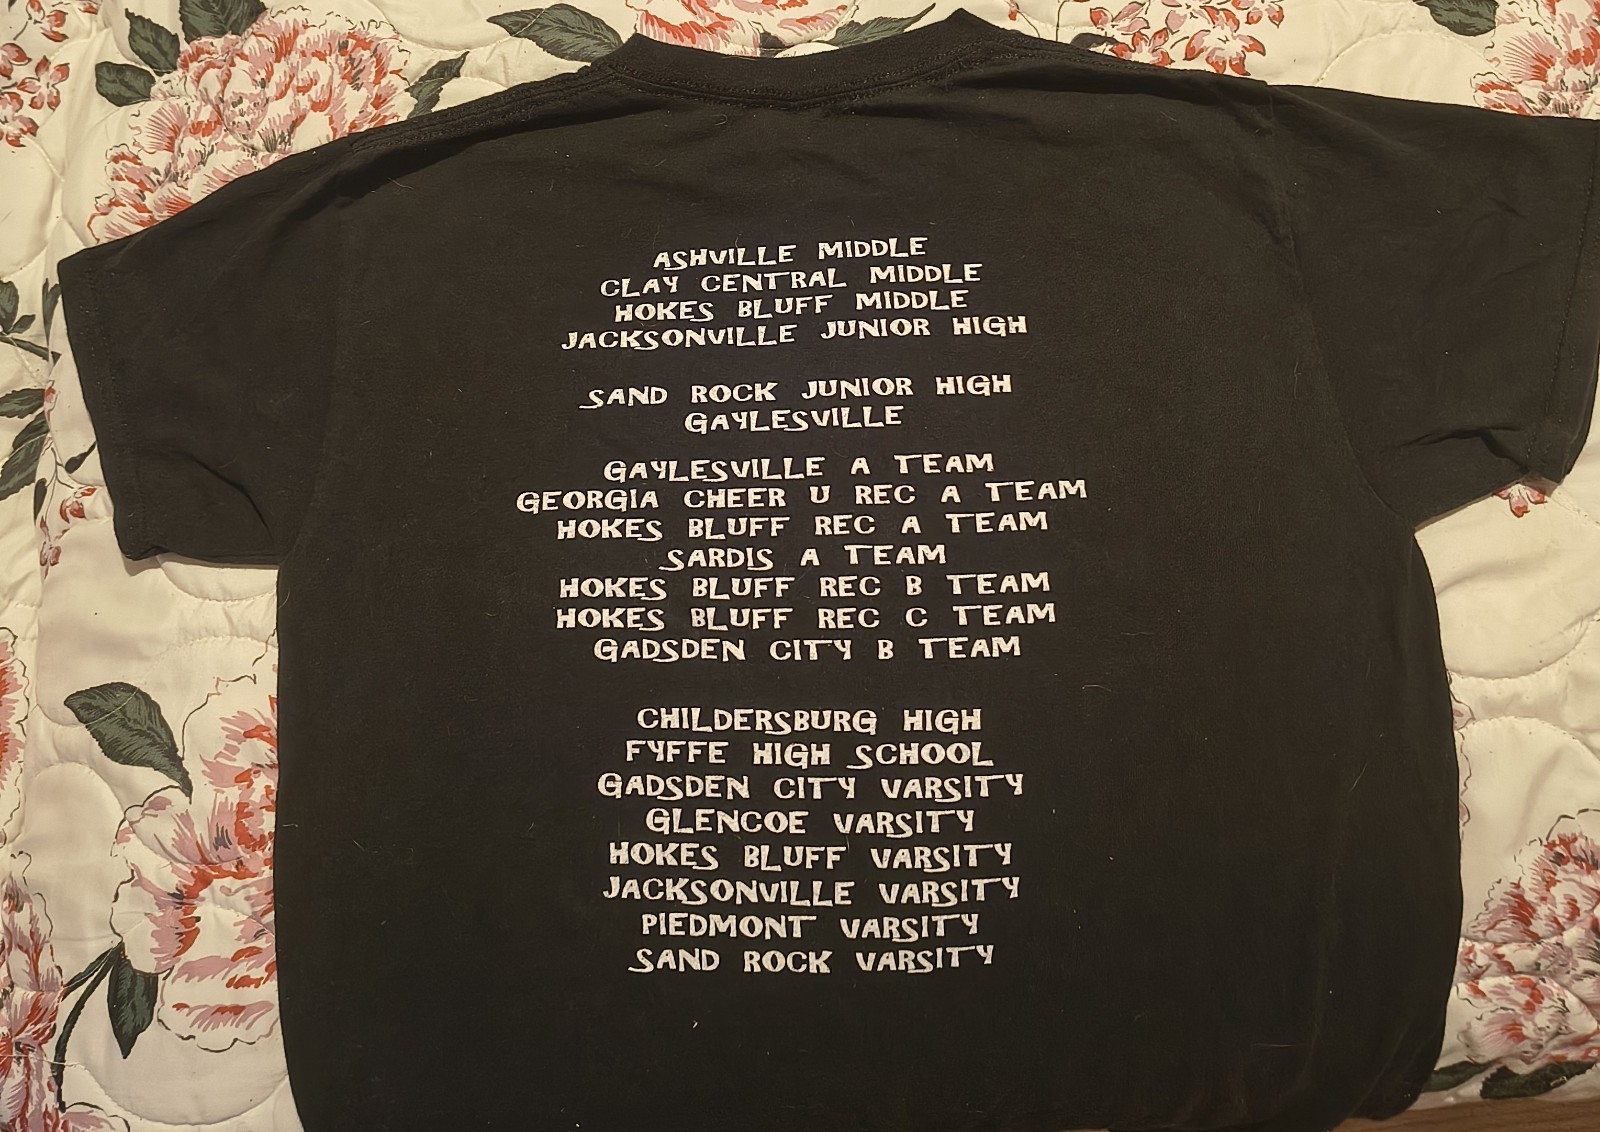 ASHVILLE MIDDLE
CLAY CENTRAL MIDDLE
HOKES BLUFF MIDDLE
JACKSONVILLE JUNIOR HIGH
SAND ROCK JUNIOR HIGH
GAYLESVILLE
GAYLESVILLE A TEAM
GEORGIA CHEER U REC A TEAM
HOKES BLUFF REC A TEAM
SARDIS A TEAM
HOKES BLUFF REC B TEAM
HOKES BLUFF REC C TEAM
GADSDEN CITY B TEAM
CHILDERSBURG HIGH
FYFFE HIGH SCHOOL
GADSDEN CITY VARSITY
GLENCOE VARSITY
HOKES BLUFF VARSITY
JACKSONVILLE VARSITY
PIEDMONT VARSITY
SAND ROCK VARSITY